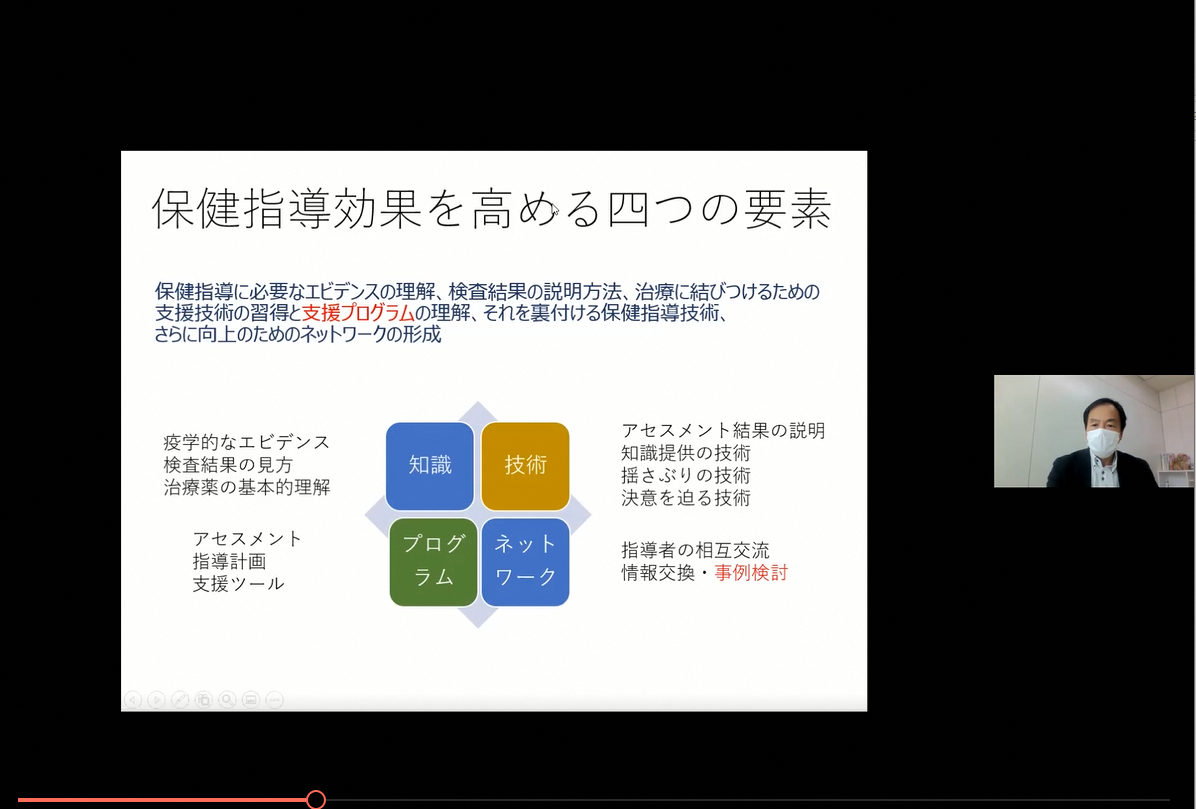 保健指導効果を高める四つの要素
保健指導に必要なエビデンスの理解、検査結果の説明方法、治療に結びつけるための
支援技術の習得と支援プログラムの理解、それを裏付ける保健指導技術、
さらに向上のためのネットワークの形成
疫学的なエビデンス
検査結果の見方
治療薬の基本的理解
知識
技術
アセスメント結果の説明
知識提供の技術
揺さぶりの技術
決意を迫る技術
アセスメント
指導計画
支援ツール
プログ
ラム
ネット
ワーク
指導者の相互交流
情報交換・事例検討